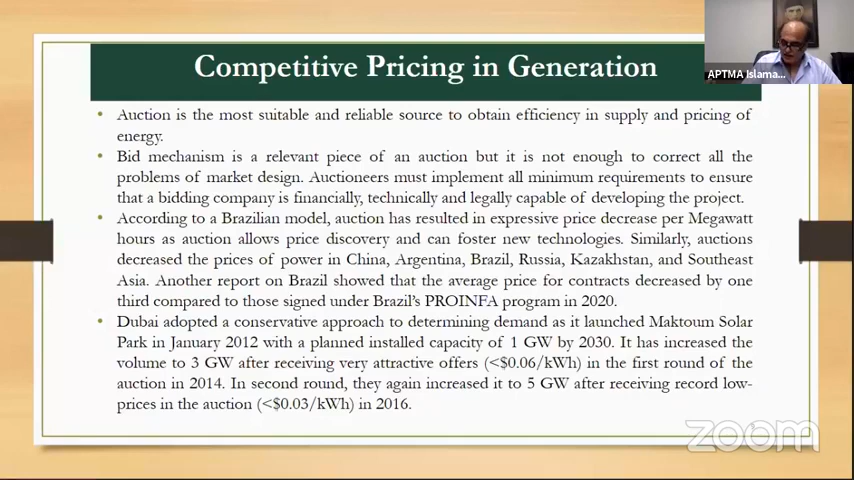 Competitive Pricing in Generation
APTMA Islama...
• Auction is the most suitable and reliable source to obtain efficiency in supply and pricing of
energy.
• Bid mechanism is a relevant piece of an auction but it is not enough to correct all the
problems of market design. Auctioneers must implement all minimum requirements to ensure
that a bidding company is financially, technically and legally capable of developing the project.
• According to a Brazilian model, auction has resulted in expressive price decrease per Megawatt
hours as auction allows price discovery and can foster new technologies. Similarly, auctions
decreased the prices of power in China, Argentina, Brazil, Russia, Kazakhstan, and Southeast
Asia. Another report on Brazil showed that the average price for contracts decreased by one
third compared to those signed under Brazil's PROINFA program in 2020.
• Dubai adopted a conservative approach to determining demand as it launched Maktoum Solar
Park in January 2012 with a planned installed capacity of 1 GW by 2030. It has increased the
volume to 3 GW after receiving very attractive offers (<$0.06/kWh) in the first round of the
auction in 2014. In second round, they again increased it to 5 GW after receiving record low-
prices in the auction (<$0.03/kWh) in 2016.
zoom